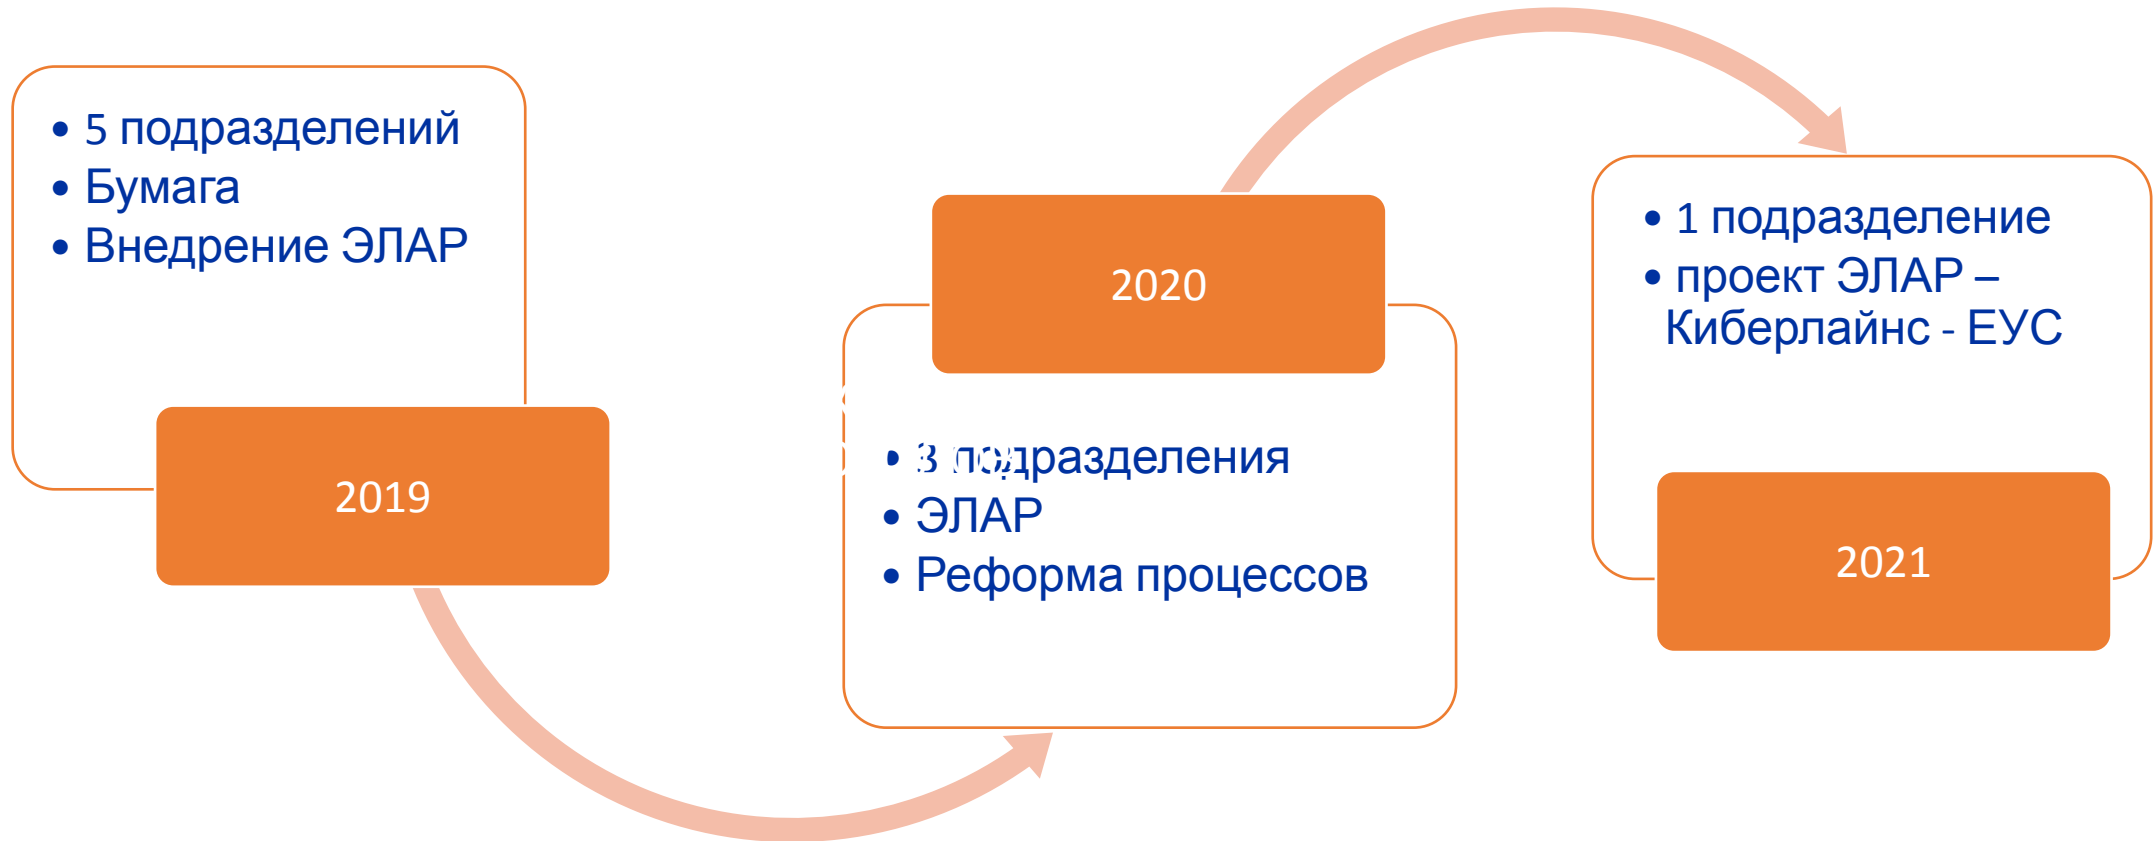 • 5 подразделений
• Бумага
• Внедрение ЭЛАР
2019
2020
• 3 подразделения
• ЭЛАР
• Реформа процессов
• 1 подразделение
• проект ЭЛАР –
Киберлайнс - ЕУС
2021